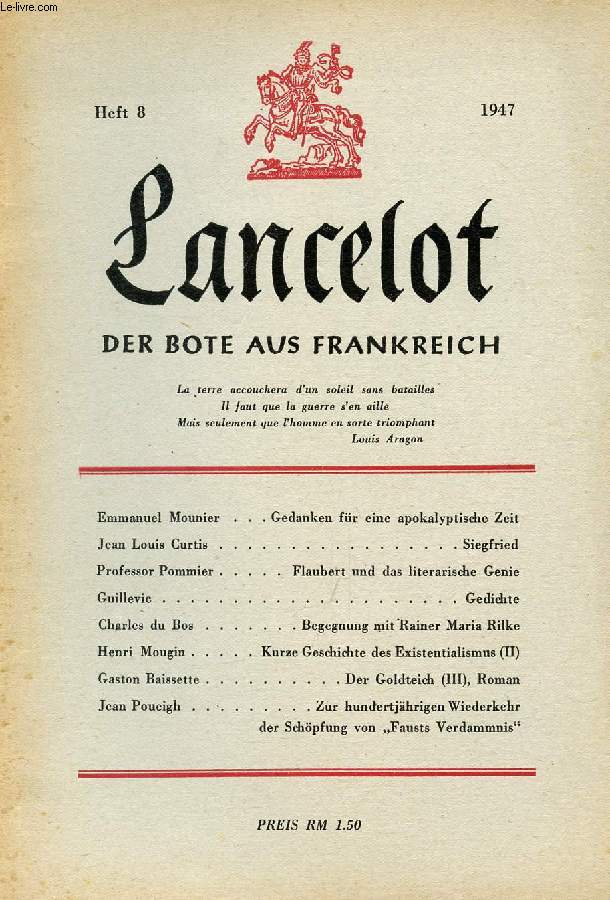 Le-livre.com
Heft 8
1947
Lancelot
DER BOTE AUS FRANKREICH
La terre accouchera d'un soleil sans batailles
Il faut que la guerre s'en aille
Mais seulement que l'homme en sorte triomphant
Louis Aragon
Emmanuel Mounier . . . Gedanken für eine apokalyptische Zeit
Jean Louis Curtis . . . . . . . . . . . . . . . . . Siegfried
Professor Pommier . . . . . Flaubert und das literarische Genie
Guillevic . . . . . . . . . . . . . . . . . . . . . Gedichte
Charles du Bos . . . . . . . Begegnung mit Rainer Maria Rilke
Henri Mougin . . . . . Kurze Geschichte des Existentialismus (II)
Gaston Baissette . . . . . . . . . . Der Goldteich (III), Roman
Jean Poueigh . . . . . . . . . Zur hundertjährigen Wiederkehr
der Schöpfung von „Fausts Verdammnis“
PREIS RM 1.50